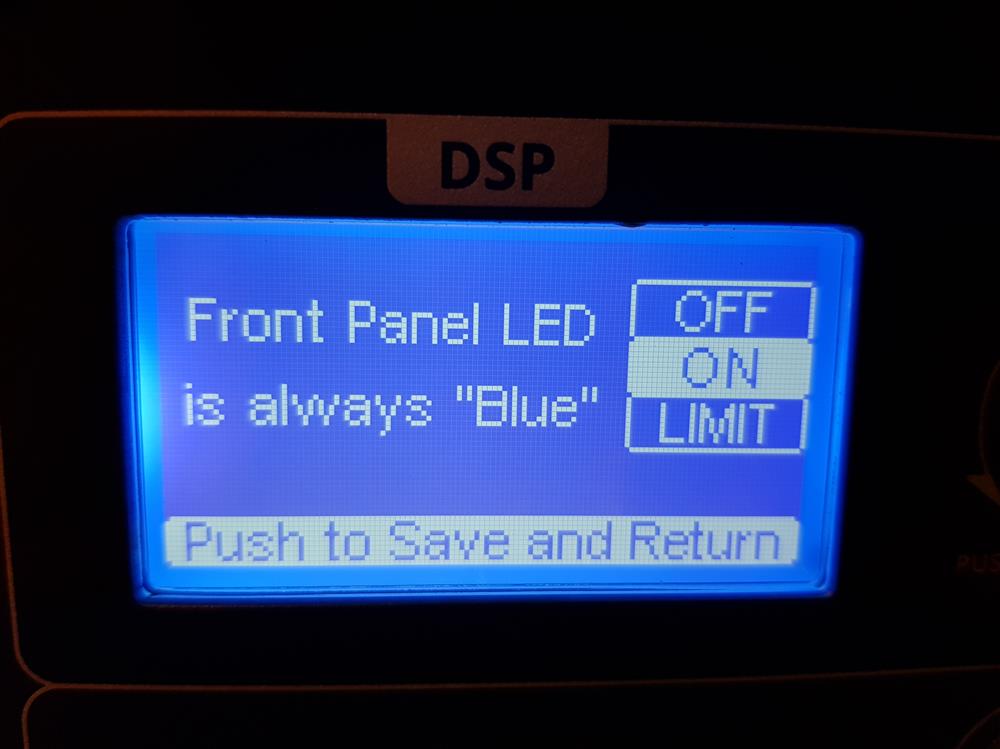 DSP
Front Panel LED
is always "Blue"
OFF
ON
LIMIT
Push to Save and Return